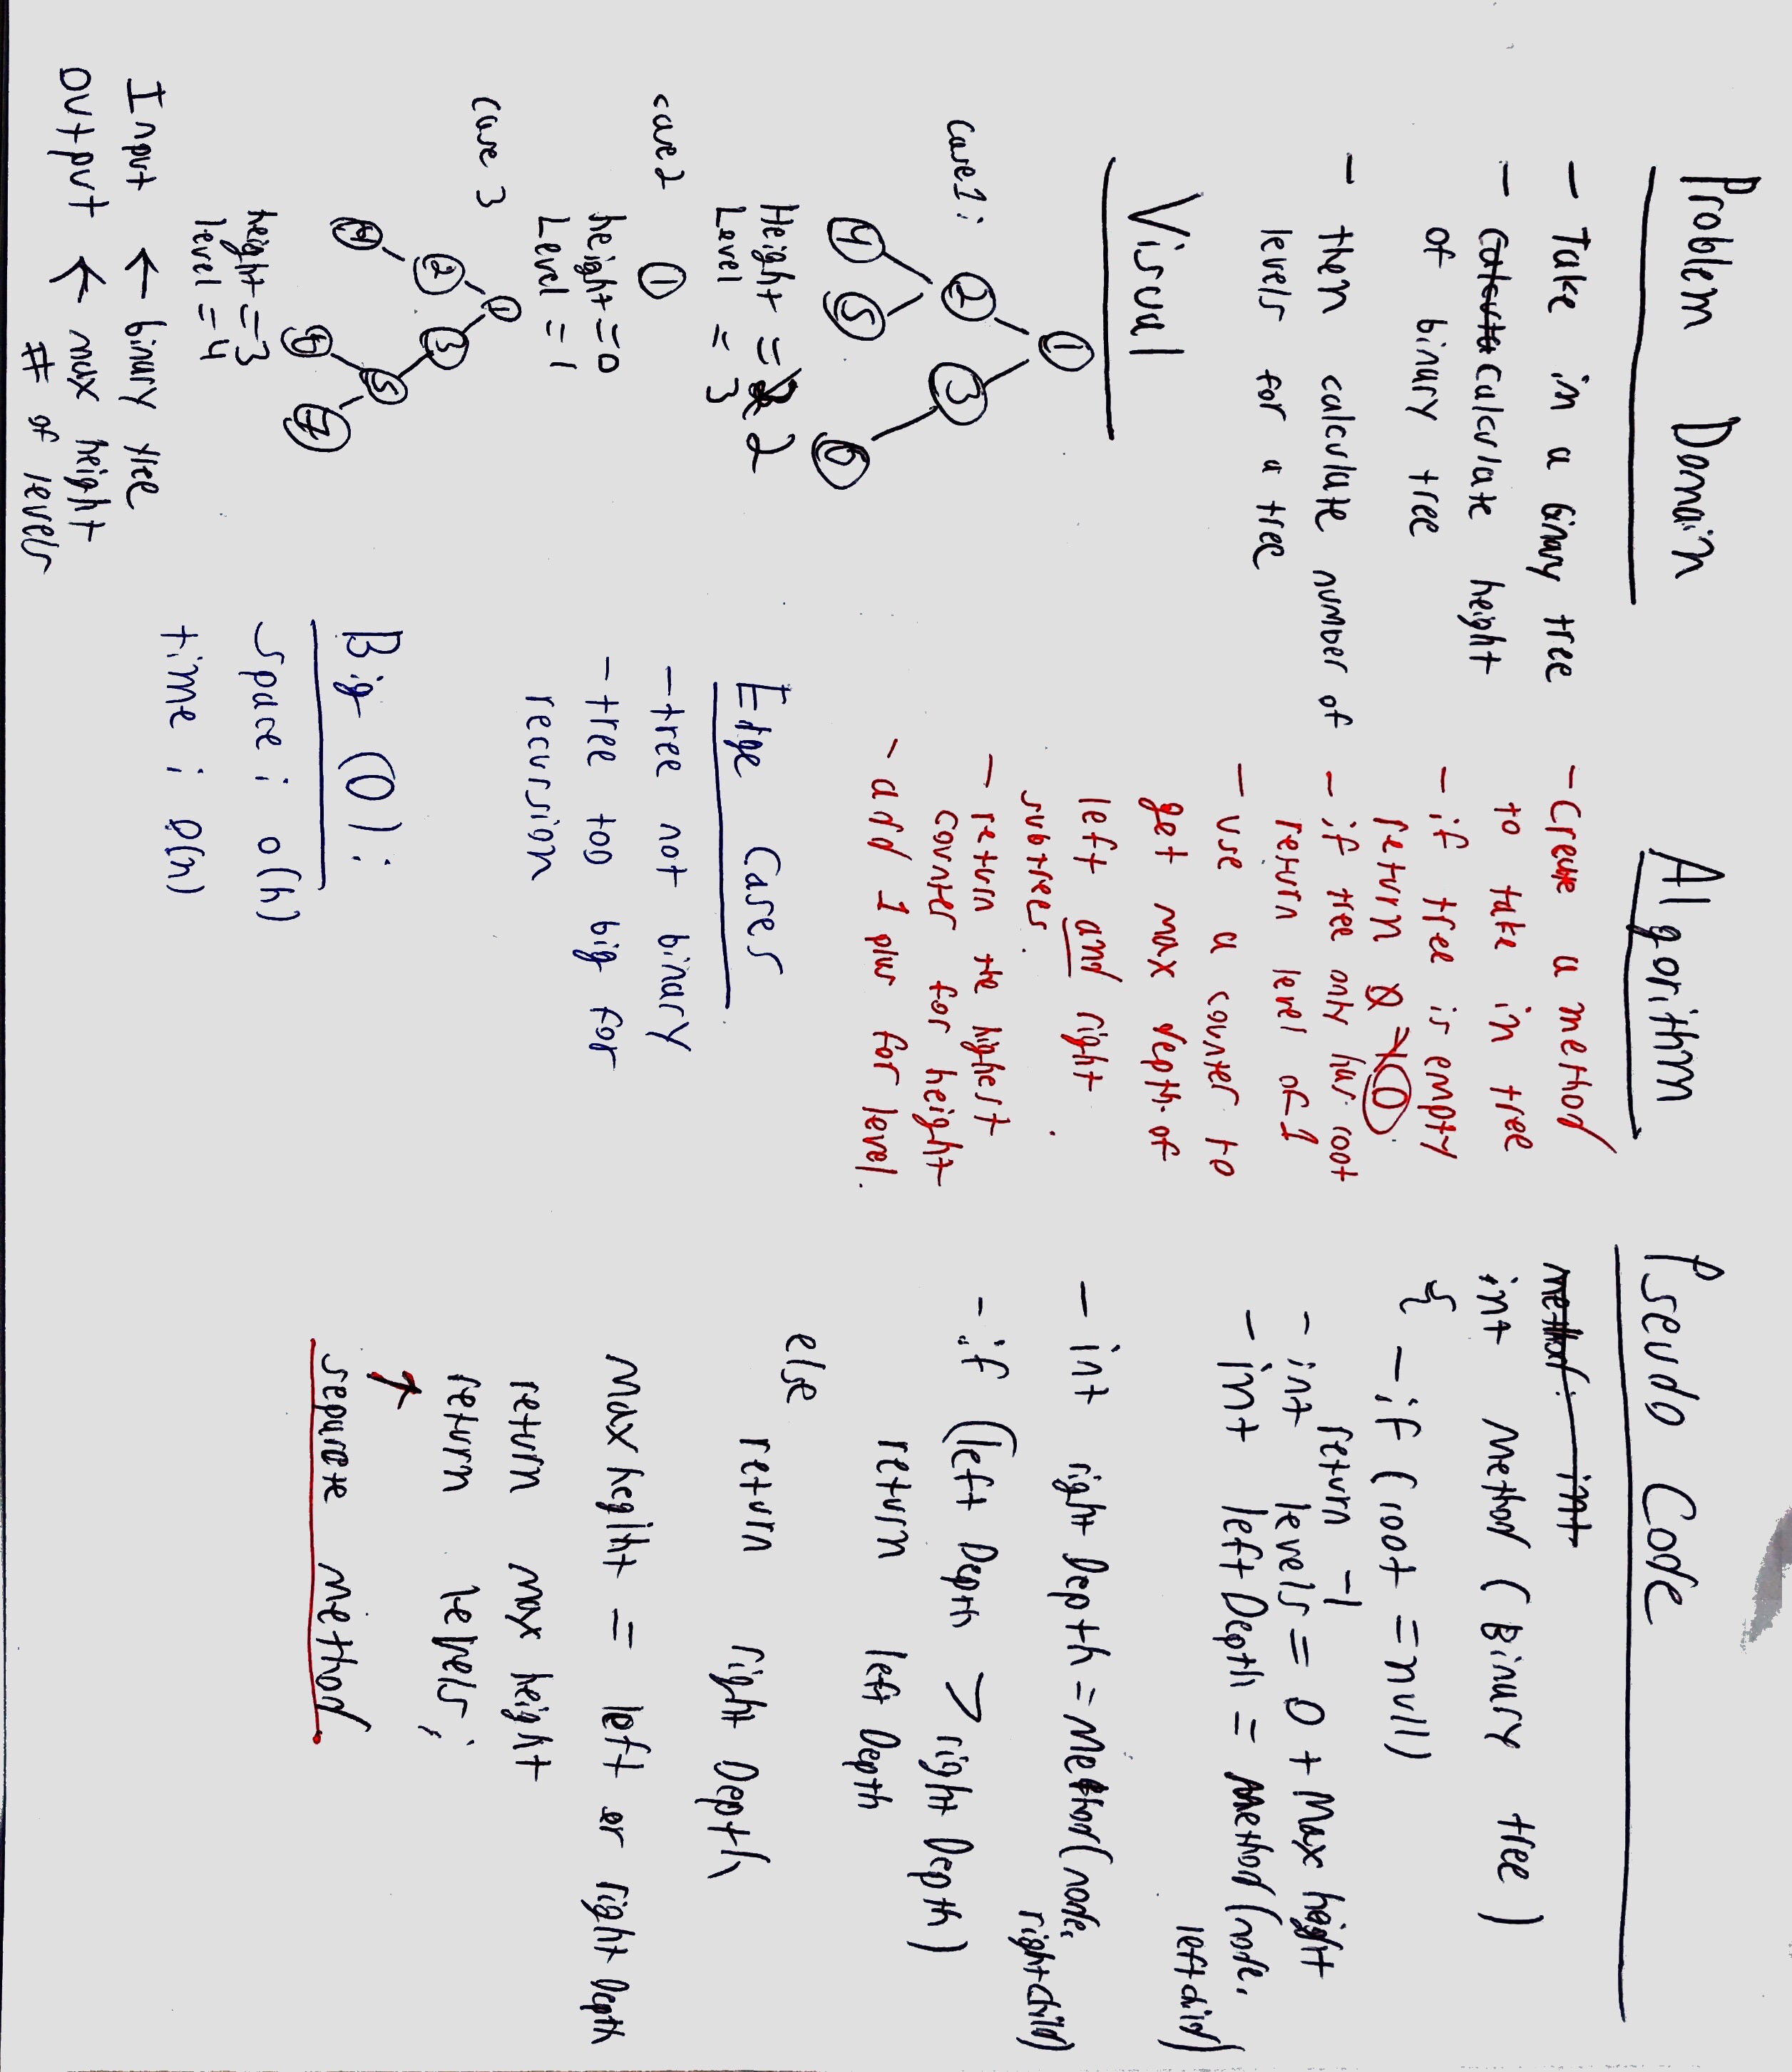 Problem Domain
- Take in a binary tree
- calculate height
of binary tree
- then calculate number of
levels for a tree
Visual
case 1:
1
2
3
4
5
6
Height = 2
Level = 3
case 2
1
height = 0
Level = 1
case 3
1
2
3
4
5
6
7
height = 3
level = 4
Input → binary tree
output → max height
# of levels
Algorithm
- Create a method
to take in tree
- if tree is empty
return 0
- if tree only has root
return level of 1
- use a counter to
get max depth of
left and right
subtrees.
- return the highest
counter for height
- add 1 plus for level.
Edge Cases
- tree not binary
- tree too big for
recursion
Big (O):
space: o(h)
time: O(n)
Pseudo Code
method: int
int method (Binary tree)
{ - if (root = null)
return -1
- int levels = 0 + max height
- int left Depth = method (node.
left child)
- int right Depth = method (node.
right child)
- if (left Depth > right Depth)
return left Depth
else
return right Depth
max hegiht = left or right Depth
return max height
return levels;
↑
separete method.